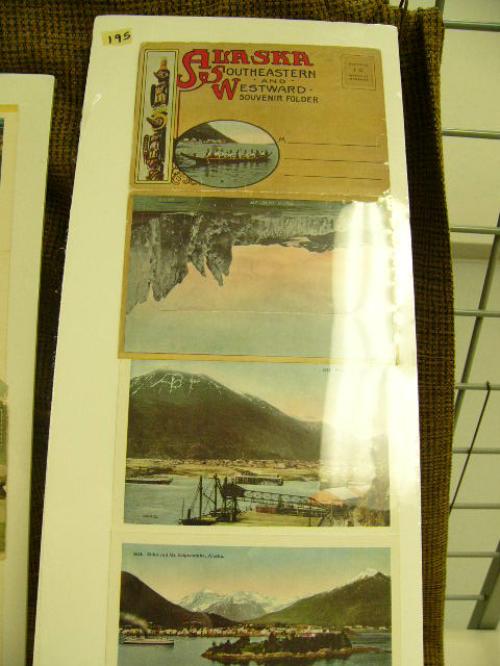 195
ALASKA
SOUTHEASTERN
AND
WESTWARD
SOUVENIR FOLDER
M
Sitka and Mt. Edgecumbe, Alaska.